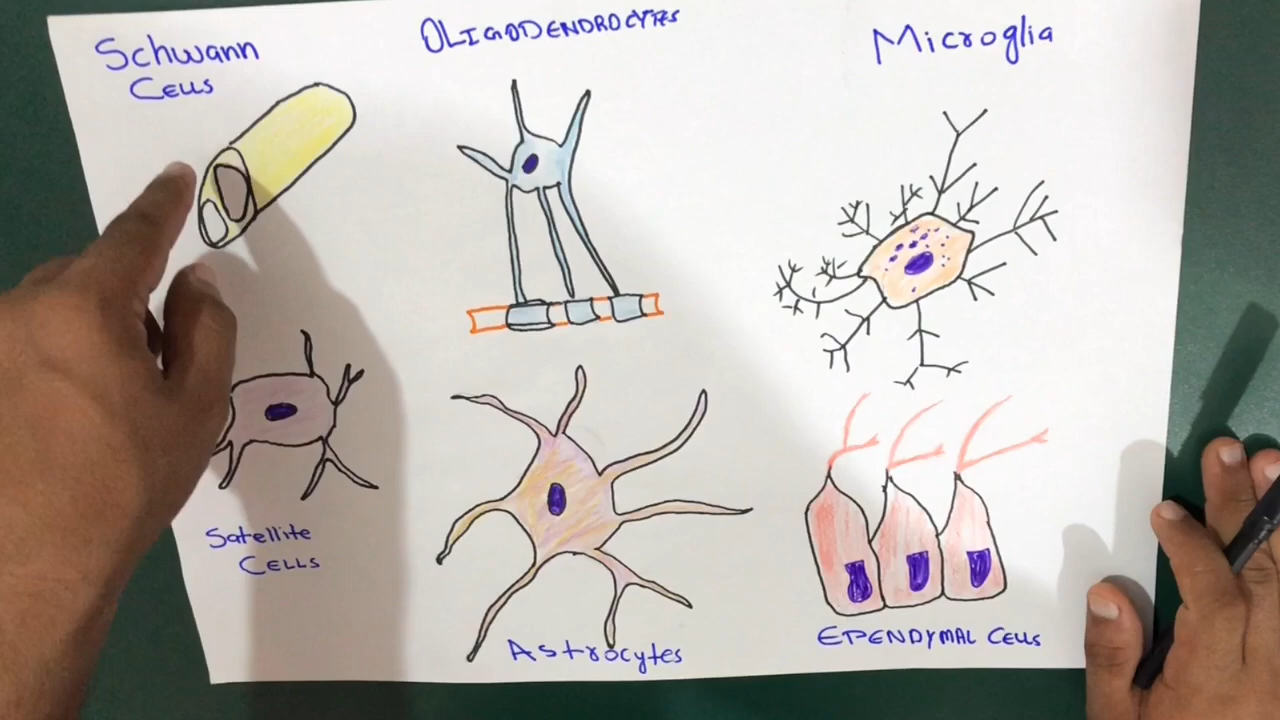 Schwann
Cells
OLIGODENDROCYTES
Microglia
Satellite
CELLS
Astrocytes
EPENDYMAL Cells